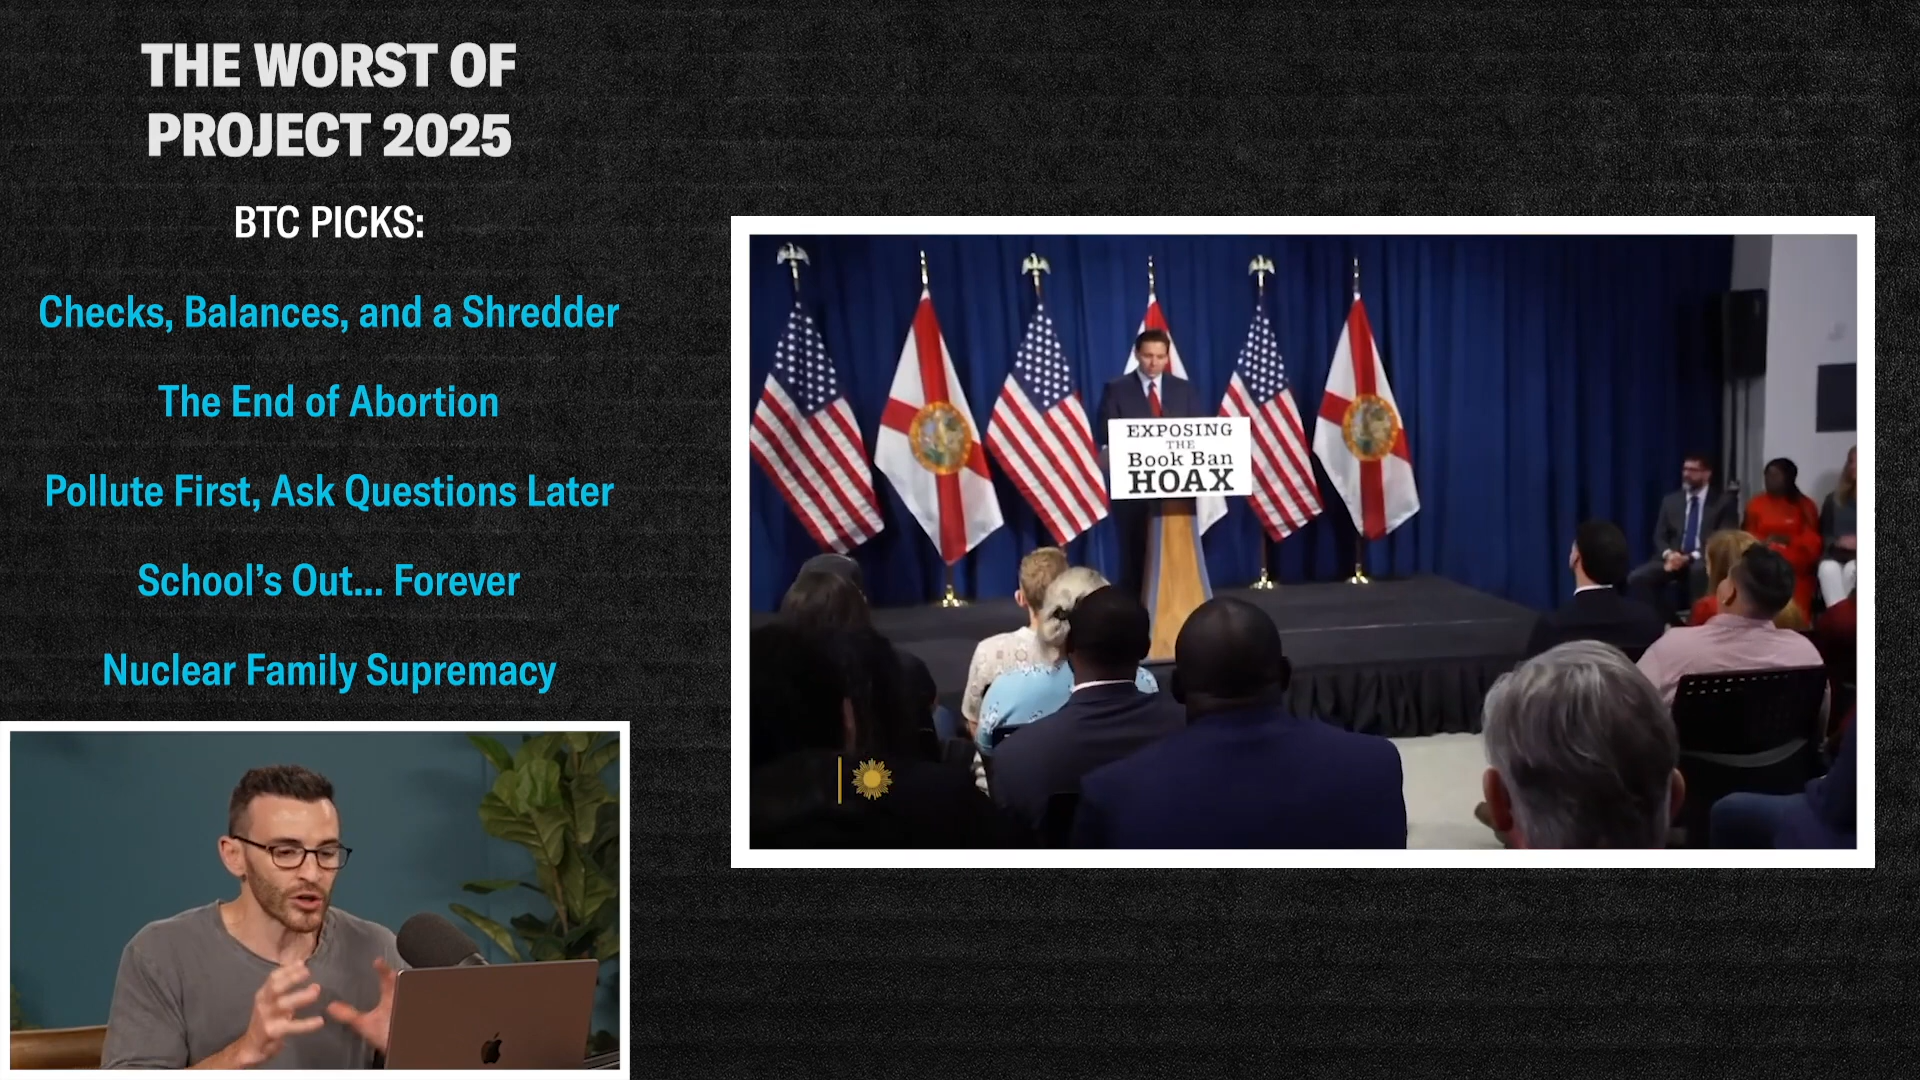 THE WORST OF
PROJECT 2025
BTC PICKS:
Checks, Balances, and a Shredder
The End of Abortion
Pollute First, Ask Questions Later
School’s Out... Forever
Nuclear Family Supremacy
EXPOSING
THE
Book Ban
HOAX